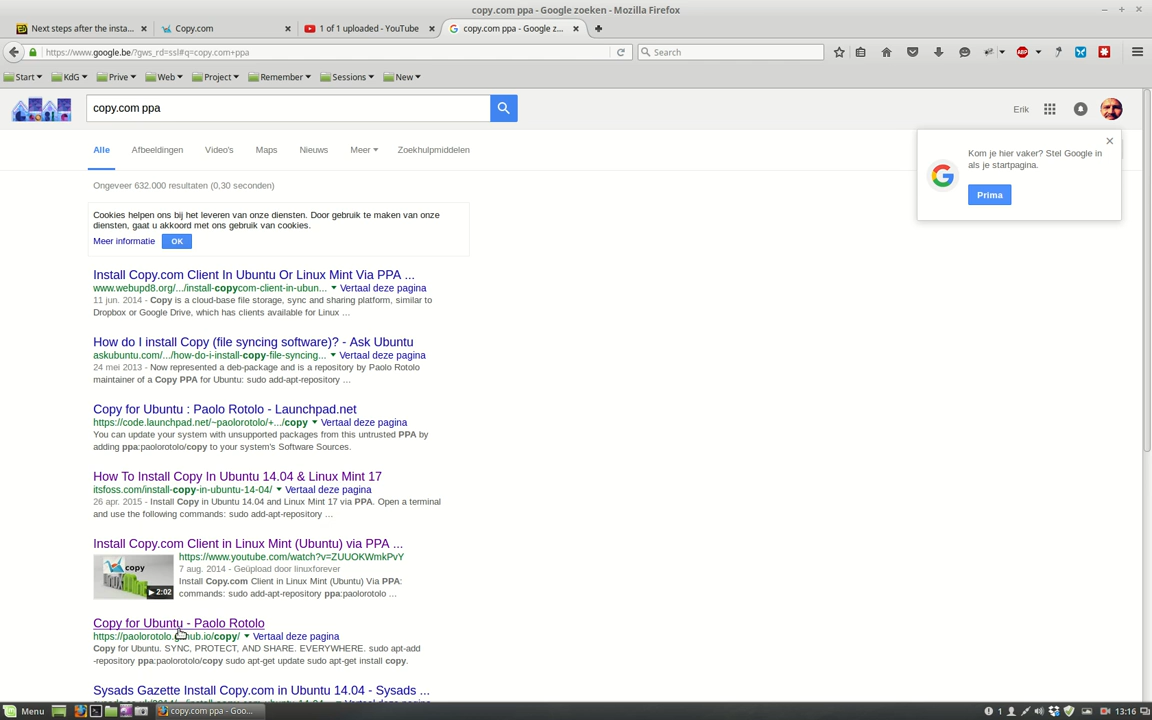 copy.com ppa - Google zoeken - Mozilla Firefox
Next steps after the insta...
Copy.com
1 of 1 uploaded - YouTube
copy.com ppa - Google z...
https://www.google.be/?gws_rd=ssl#q=copy.com+ppa
Search
Start
KdG
Prive
Web
Project
Remember
Sessions
New
copy.com ppa
Erik
Alle
Afbeeldingen
Video's
Maps
Nieuws
Meer
Zoekhulpmiddelen
Kom je hier vaker? Stel Google in
als je startpagina.
Prima
Ongeveer 632.000 resultaten (0,30 seconden)
Cookies helpen ons bij het leveren van onze diensten. Door gebruik te maken van onze
diensten, gaat u akkoord met ons gebruik van cookies.
Meer informatie
OK
Install Copy.com Client In Ubuntu Or Linux Mint Via PPA ...
www.webupd8.org/.../install-copycom-client-in-ubun... Vertaal deze pagina
11 jun. 2014 - Copy is a cloud-base file storage, sync and sharing platform, similar to
Dropbox or Google Drive, which has clients available for Linux ...
How do I install Copy (file syncing software)? - Ask Ubuntu
askubuntu.com/.../how-do-i-install-copy-file-syncing... Vertaal deze pagina
24 mei 2013 - Now represented a deb-package and is a repository by Paolo Rotolo
maintainer of a Copy PPA for Ubuntu: sudo add-apt-repository ...
Copy for Ubuntu : Paolo Rotolo - Launchpad.net
https://code.launchpad.net/~paolorotolo/+.../copy Vertaal deze pagina
You can update your system with unsupported packages from this untrusted PPA by
adding ppa:paolorotolo/copy to your system's Software Sources.
How To Install Copy In Ubuntu 14.04 & Linux Mint 17
itsfoss.com/install-copy-in-ubuntu-14-04/ Vertaal deze pagina
26 apr. 2015 - Install Copy in Ubuntu 14.04 and Linux Mint 17 via PPA. Open a terminal
and use the following commands: sudo add-apt-repository ...
Install Copy.com Client in Linux Mint (Ubuntu) via PPA ...
https://www.youtube.com/watch?v=ZUUOKWmkPvY
7 aug. 2014 - Geüpload door linuxforever
Install Copy.com Client in Linux Mint (Ubuntu) Via PPA:
commands: sudo add-apt-repository ppa:paolorotolo ...
copy
2:02
Copy for Ubuntu - Paolo Rotolo
https://paolorotolo.github.io/copy/ Vertaal deze pagina
Copy for Ubuntu. SYNC, PROTECT, AND SHARE. EVERYWHERE. sudo apt-add
-repository ppa:paolorotolo/copy sudo apt-get update sudo apt-get install copy.
Sysads Gazette Install Copy.com in Ubuntu 14.04 - Sysads ...
Menu
copy.com ppa - Goo...
1
13:16